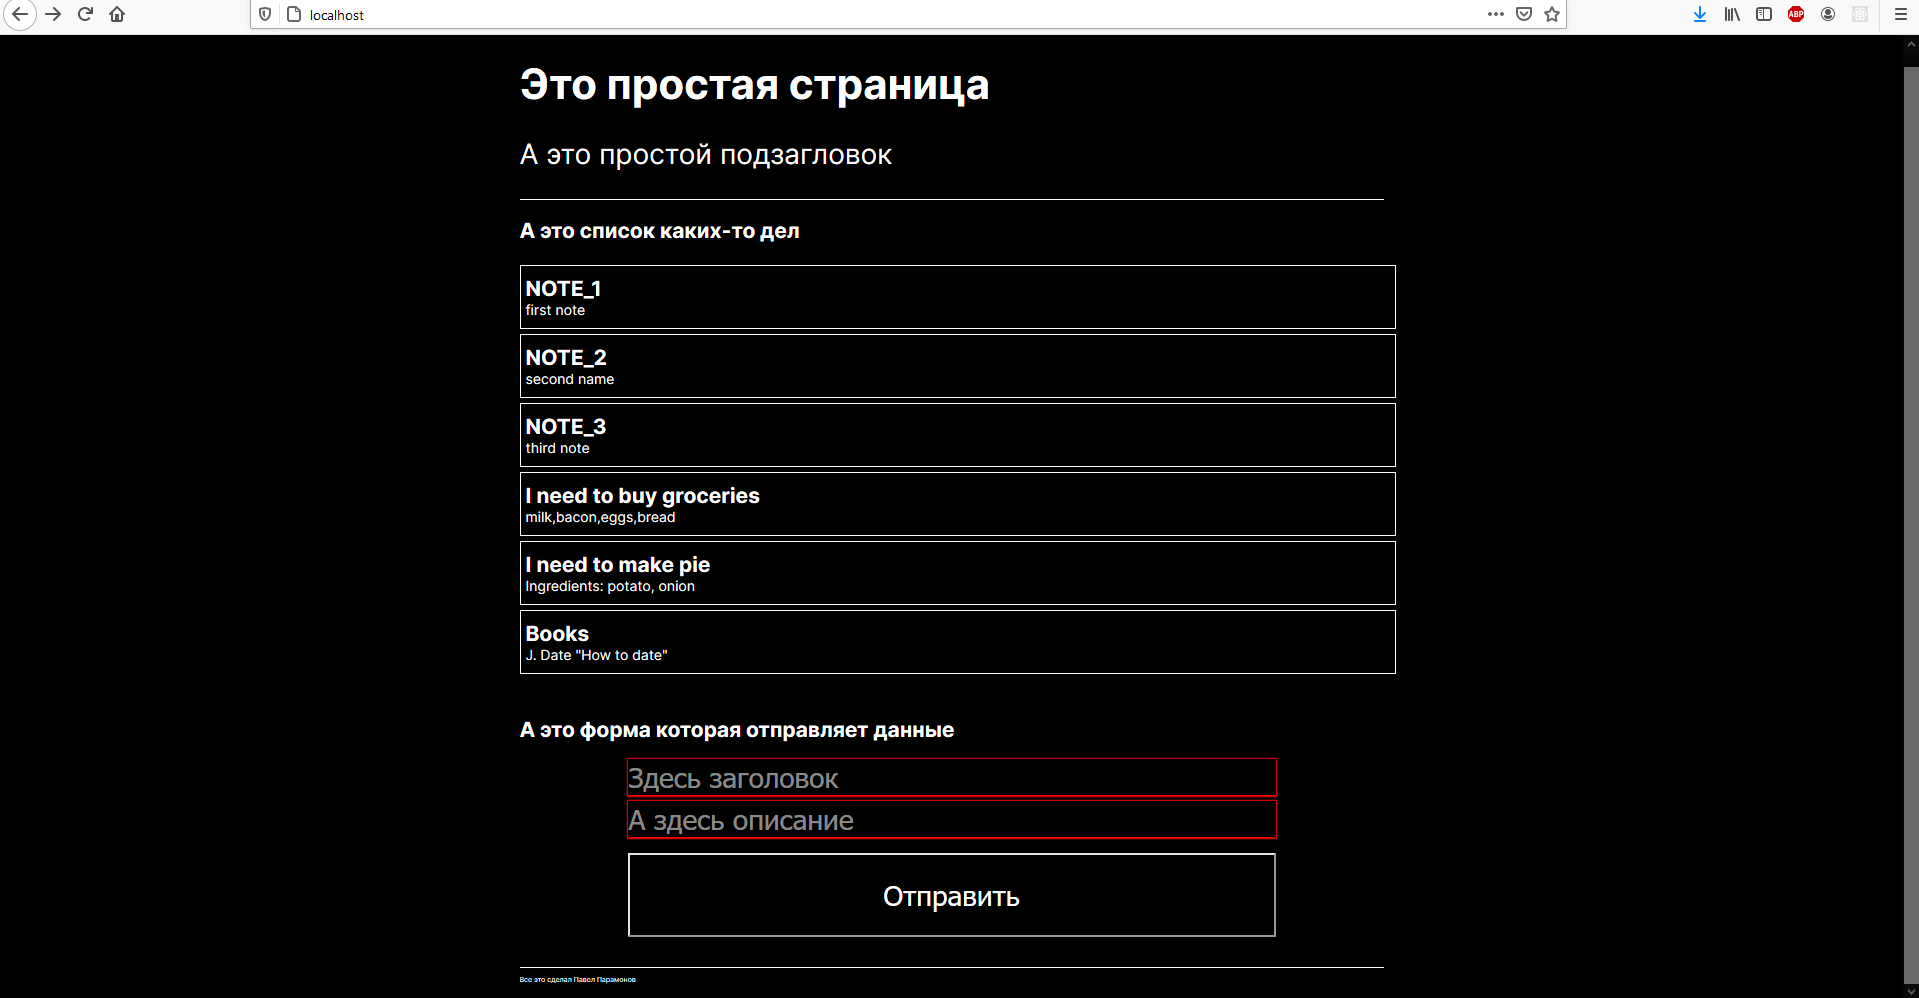 localhost
ABP
Это простая страница
А это простой подзагловок
А это список каких-то дел
NOTE_1
first note
NOTE_2
second name
NOTE_3
third note
I need to buy groceries
milk,bacon,eggs,bread
I need to make pie
Ingredients: potato, onion
Books
J. Date "How to date"
А это форма которая отправляет данные
Здесь заголовок
А здесь описание
Отправить
Все это сделал Павел Парамонов